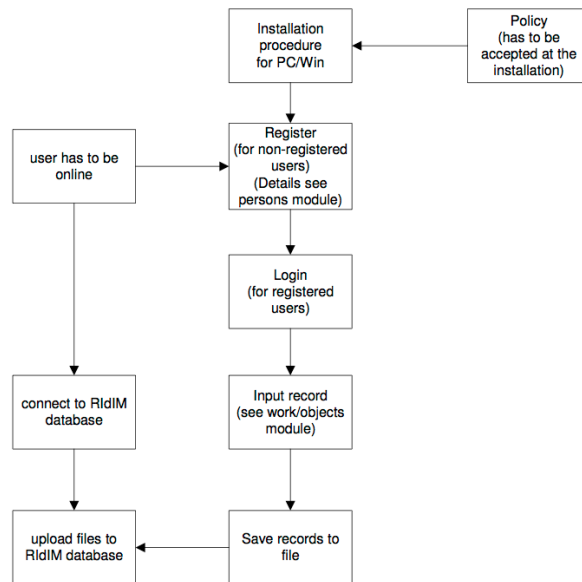 Installation
procedure
for PC/Win
Policy
(has to be
accepted at the
installation)
user has to be
online
Register
(for non-registered
users)
(Details see
persons module)
Login
(for registered
users)
connect to RIdIM
database
Input record
(see work/objects
module)
upload files to
RIdIM database
Save records to
file